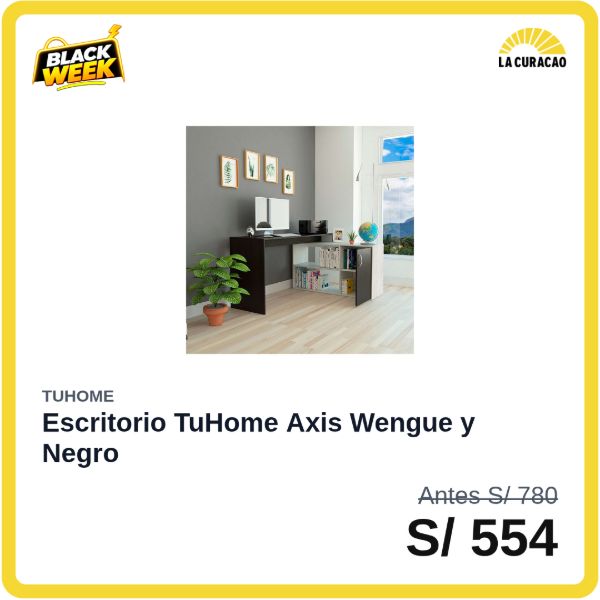 BLACK
WEEK
LA CURACAO
TUHOME
Escritorio TuHome Axis Wengue y
Negro
Antes S/ 780
S/ 554